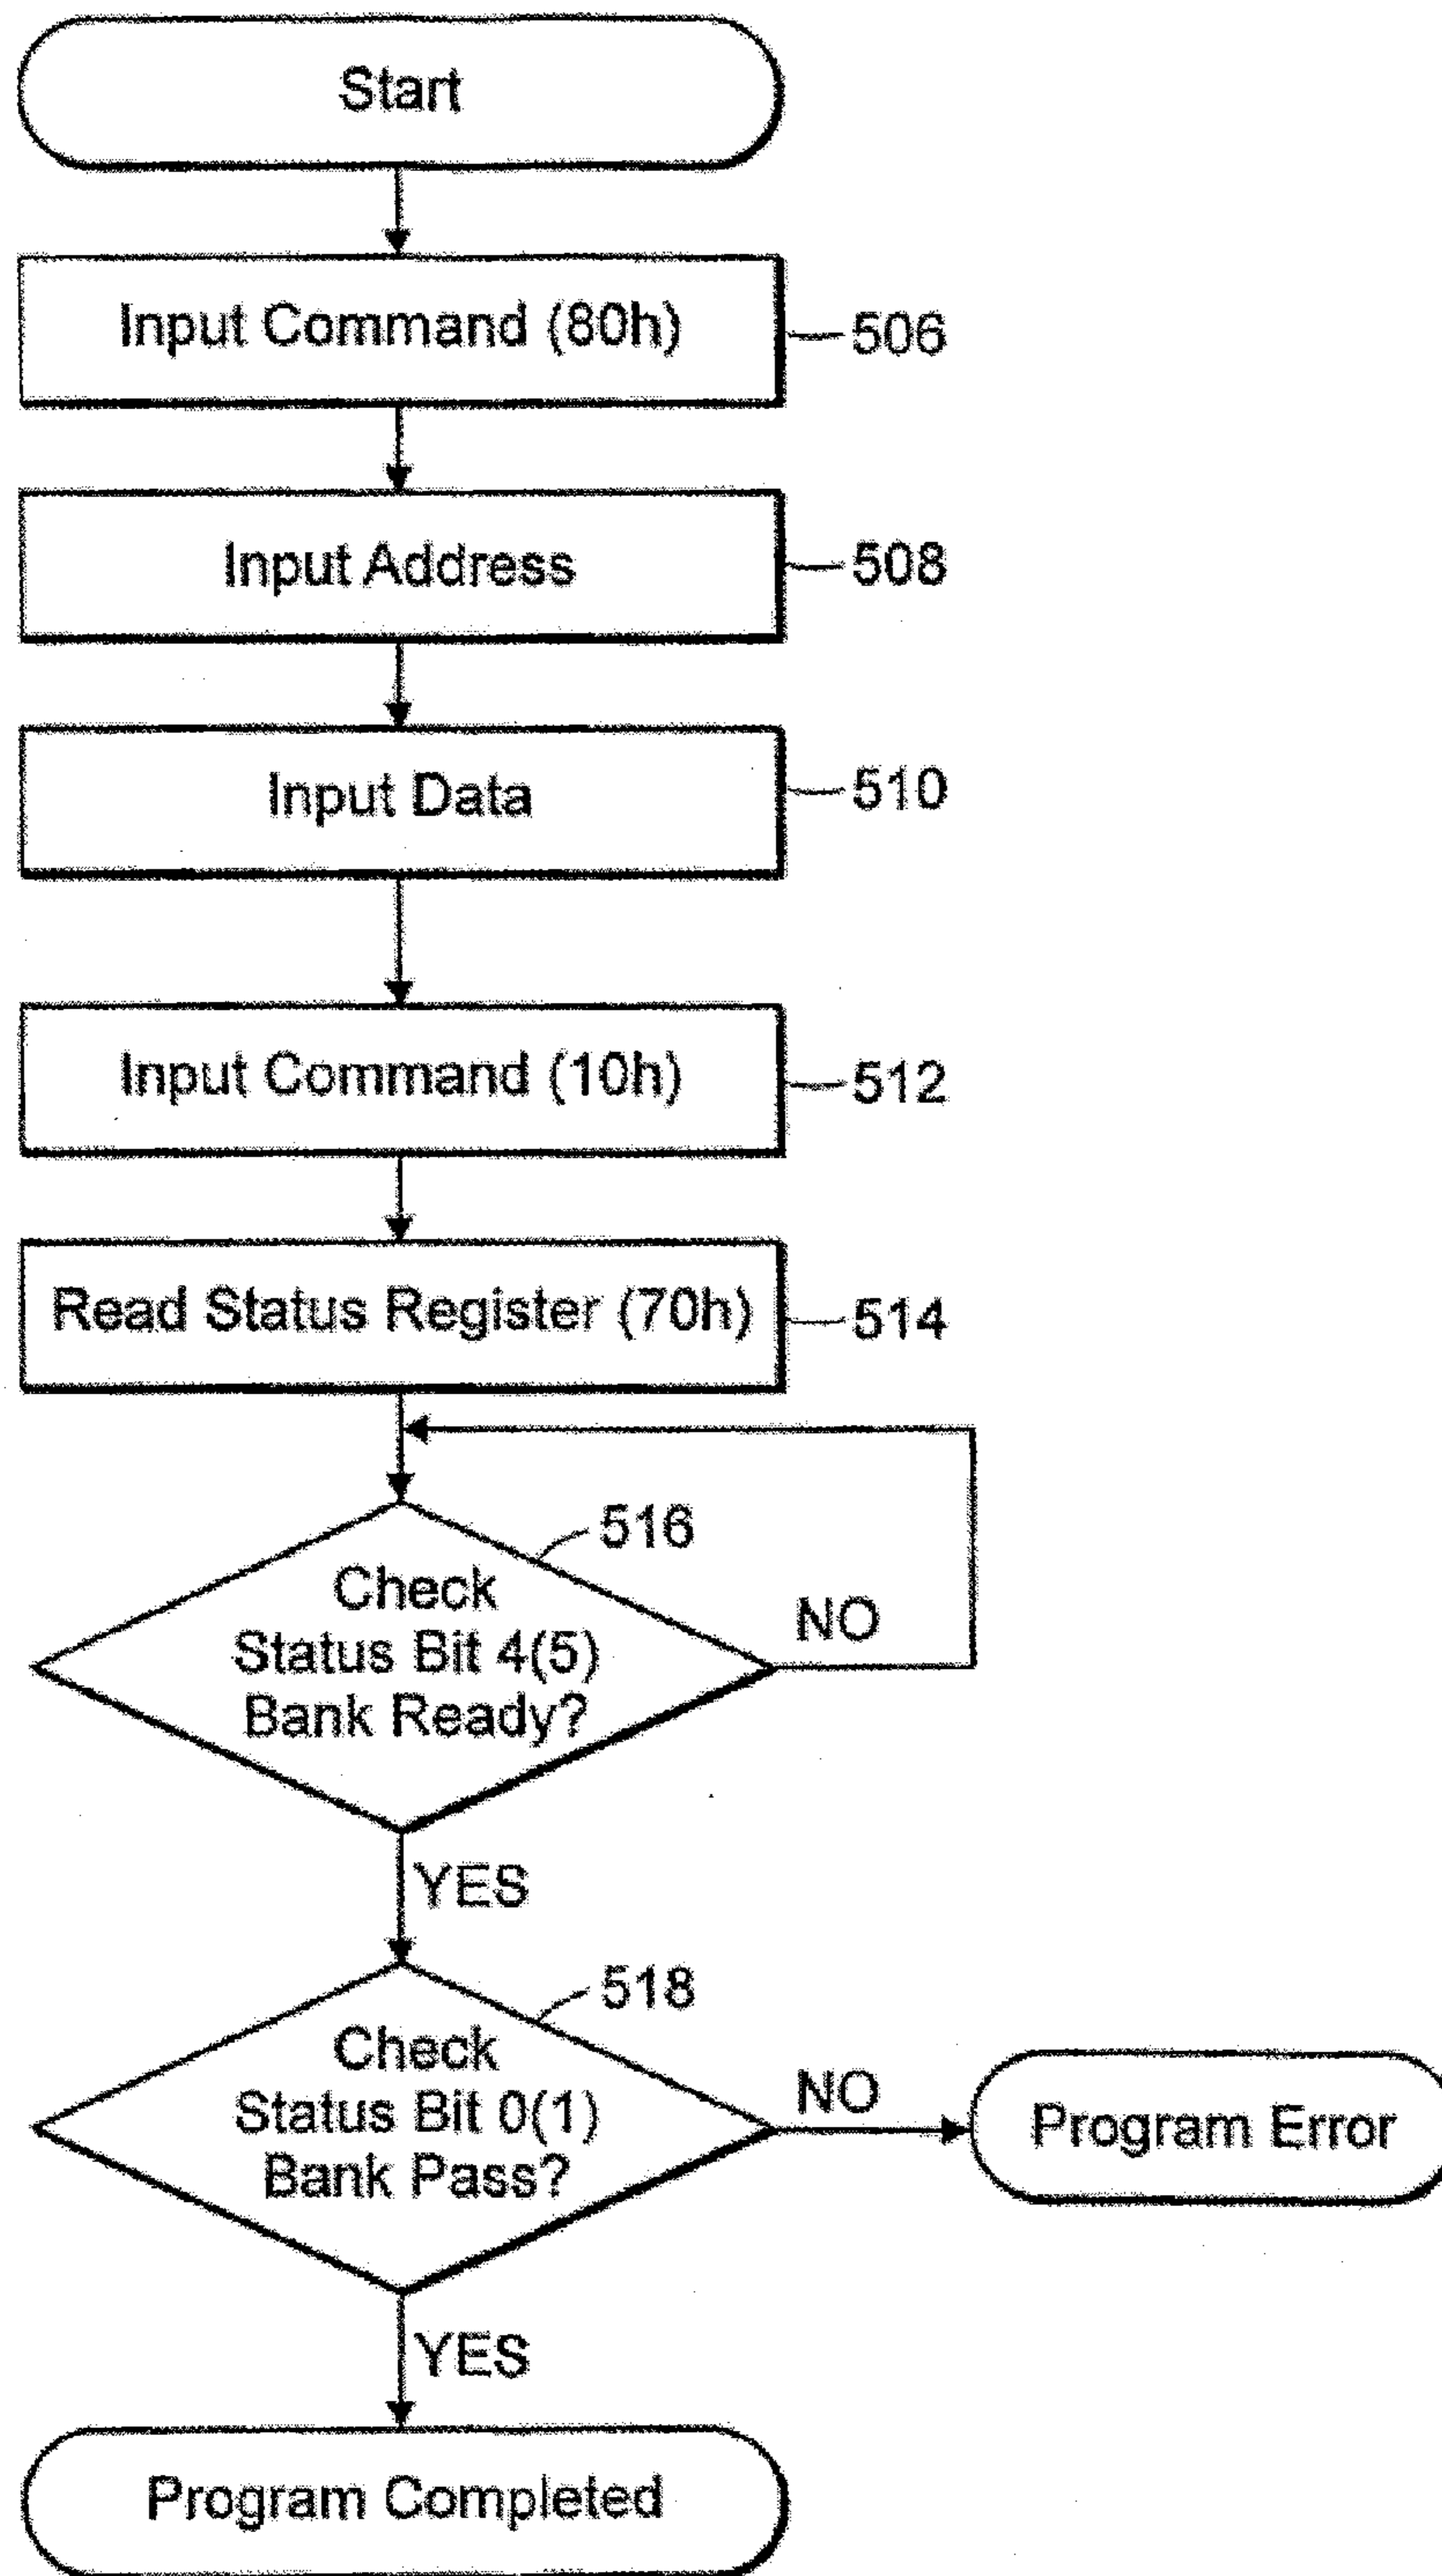 Start
Input Command (80h)
506
Input Address
508
Input Data
510
Input Command (10h)
512
Read Status Register (70h)
514
516
Check
Status Bit 4(5)
Bank Ready?
NO
YES
518
Check
Status Bit 0(1)
Bank Pass?
NO
Program Error
YES
Program Completed